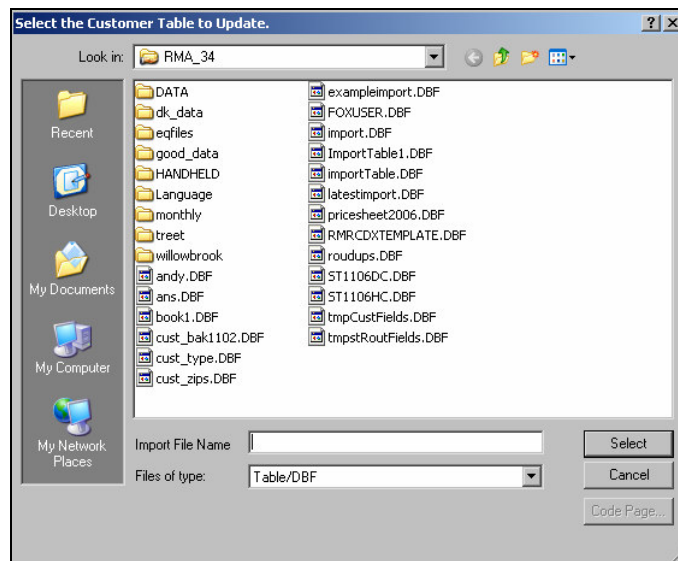 Select the Customer Table to Update.
Look in:
RMA_34
Recent
Desktop
My Documents
My Computer
My Network
Places
DATA
dk_data
eqfiles
good_data
HANDHELD
Language
monthly
treet
willowbrook
andy.DBF
ans.DBF
book1.DBF
cust_bak1102.DBF
cust_type.DBF
cust_zips.DBF
exampleimport.DBF
FOXUSER.DBF
import.DBF
ImportTable1.DBF
importTable.DBF
latestimport.DBF
pricesheet2006.DBF
RMRCDXTEMPLATE.DBF
roudups.DBF
ST1106DC.DBF
ST1106HC.DBF
tmpCustFields.DBF
tmpstRoutFields.DBF
Import File Name
Select
Files of type:
Table/DBF
Cancel
Code Page...